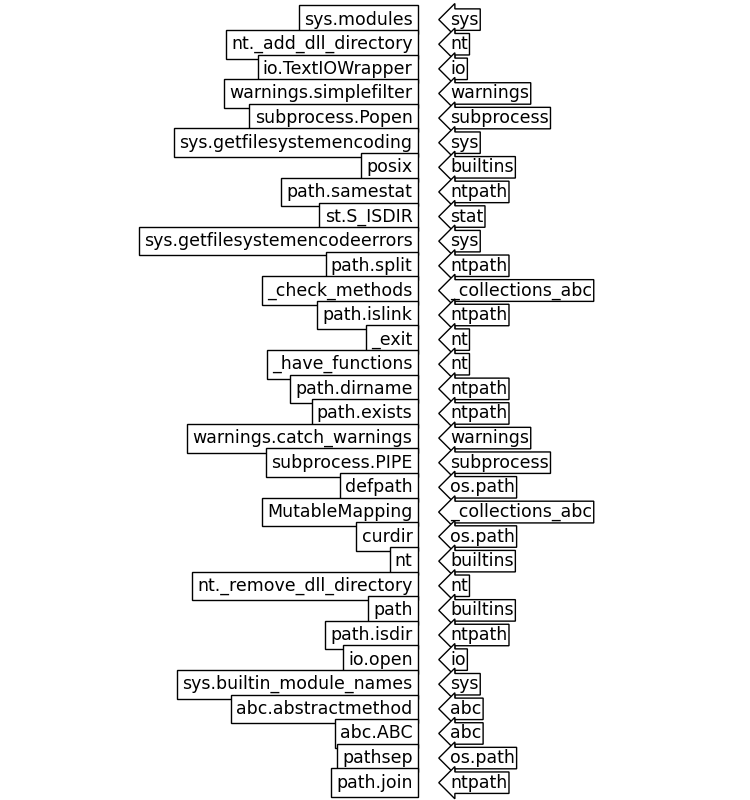 sys.modules sys
nt._add_dll_directory nt
io.TextIOWrapper io
warnings.simplefilter warnings
subprocess.Popen subprocess
sys.getfilesystemencoding sys
posix builtins
path.samestat ntpath
st.S_ISDIR stat
sys.getfilesystemencodeerrors sys
path.split ntpath
_check_methods _collections_abc
path.islink ntpath
_exit nt
_have_functions nt
path.dirname ntpath
path.exists ntpath
warnings.catch_warnings warnings
subprocess.PIPE subprocess
defpath os.path
MutableMapping _collections_abc
curdir os.path
nt builtins
nt._remove_dll_directory nt
path builtins
path.isdir ntpath
io.open io
sys.builtin_module_names sys
abc.abstractmethod abc
abc.ABC abc
pathsep os.path
path.join ntpath